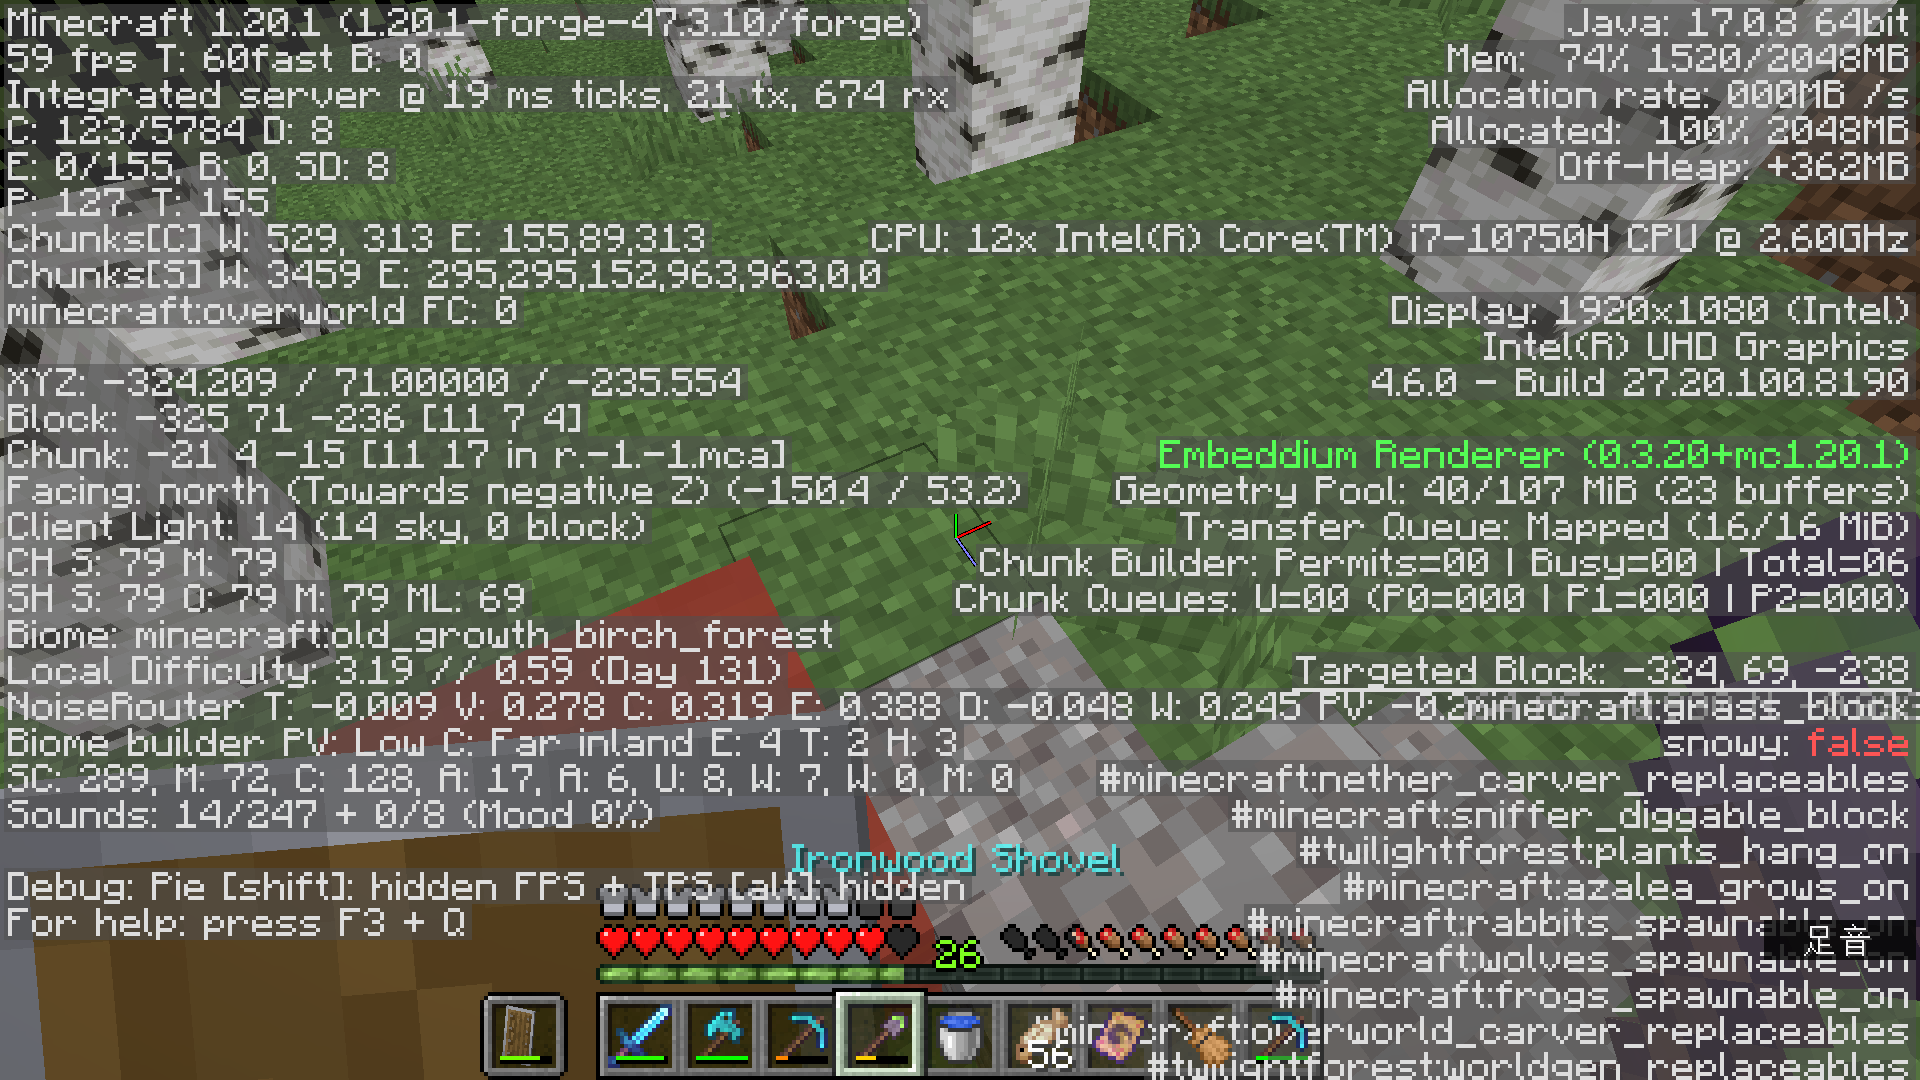 Minecraft 1.20.1 (1.20.1-forge-47.3.10/forge)
59 fps T: 60fast B: 0
Integrated server @ 19 ms ticks, 21 tx, 674 rx
C: 123/5784 D: 8
E: 0/155, B: 0, SD: 8
P: 127. T: 155
Chunks[C] W: 529, 313 E: 155,89,313
Chunks[S] W: 3459 E: 295,295,152,963,963,0,0
minecraft:overworld FC: 0
XYZ: -324.209 / 71.00000 / -235.554
Block: -325 71 -236 [11 7 4]
Chunk: -21 4 -15 [11 17 in r.-1.-1.mca]
Facing: north (Towards negative Z) (-150.4 / 53.2)
Client Light: 14 (14 sky, 0 block)
CH S: 79 M: 79
SH S: 79 O: 79 M: 79 ML: 69
Biome: minecraft:old_growth_birch_forest
Local Difficulty: 3.19 // 0.59 (Day 131)
NoiseRouter T: -0.009 V: 0.278 C: 0.319 E: 0.388 D: -0.048 W: 0.245 PV: -0.2
Biome builder PV: Low C: Far inland E: 4 T: 2 H: 3
SC: 289, M: 72, C: 128, A: 17, A: 6, U: 8, W: 7, W: 0, M: 0
Sounds: 14/247 + 0/8 (Mood 0%)
Debug: Pie [shift]: hidden FPS + TPS [alt]: hidden
For help: press F3 + Q
Java: 17.0.8 64bit
Mem: 74% 1520/2048MB
Allocation rate: 000MB /s
Allocated: 100% 2048MB
Off-Heap: +362MB
CPU: 12x Intel(R) Core(TM) i7-10750H CPU @ 2.60GHz
Display: 1920x1080 (Intel)
Intel(R) UHD Graphics
4.6.0 - Build 27.20.100.8190
Embeddium Renderer (0.3.20+mc1.20.1)
Geometry Pool: 40/107 MiB (23 buffers)
Transfer Queue: Mapped (16/16 MiB)
Chunk Builder: Permits=00 | Busy=00 | Total=06
Chunk Queues: U=00 (P0=000 | P1=000 | P2=000)
Targeted Block: -324, 69, -238
minecraft:grass_block
snowy: false
#minecraft:nether_carver_replaceables
#minecraft:sniffer_diggable_block
#twilightforest:plants_hang_on
#minecraft:azalea_grows_on
#minecraft:rabbits_spawnable_on
#minecraft:wolves_spawnable_on
#minecraft:frogs_spawnable_on
#minecraft:overworld_carver_replaceables
#twilightforest:worldgen_replaceables
足音
Ironwood Shovel
26
56